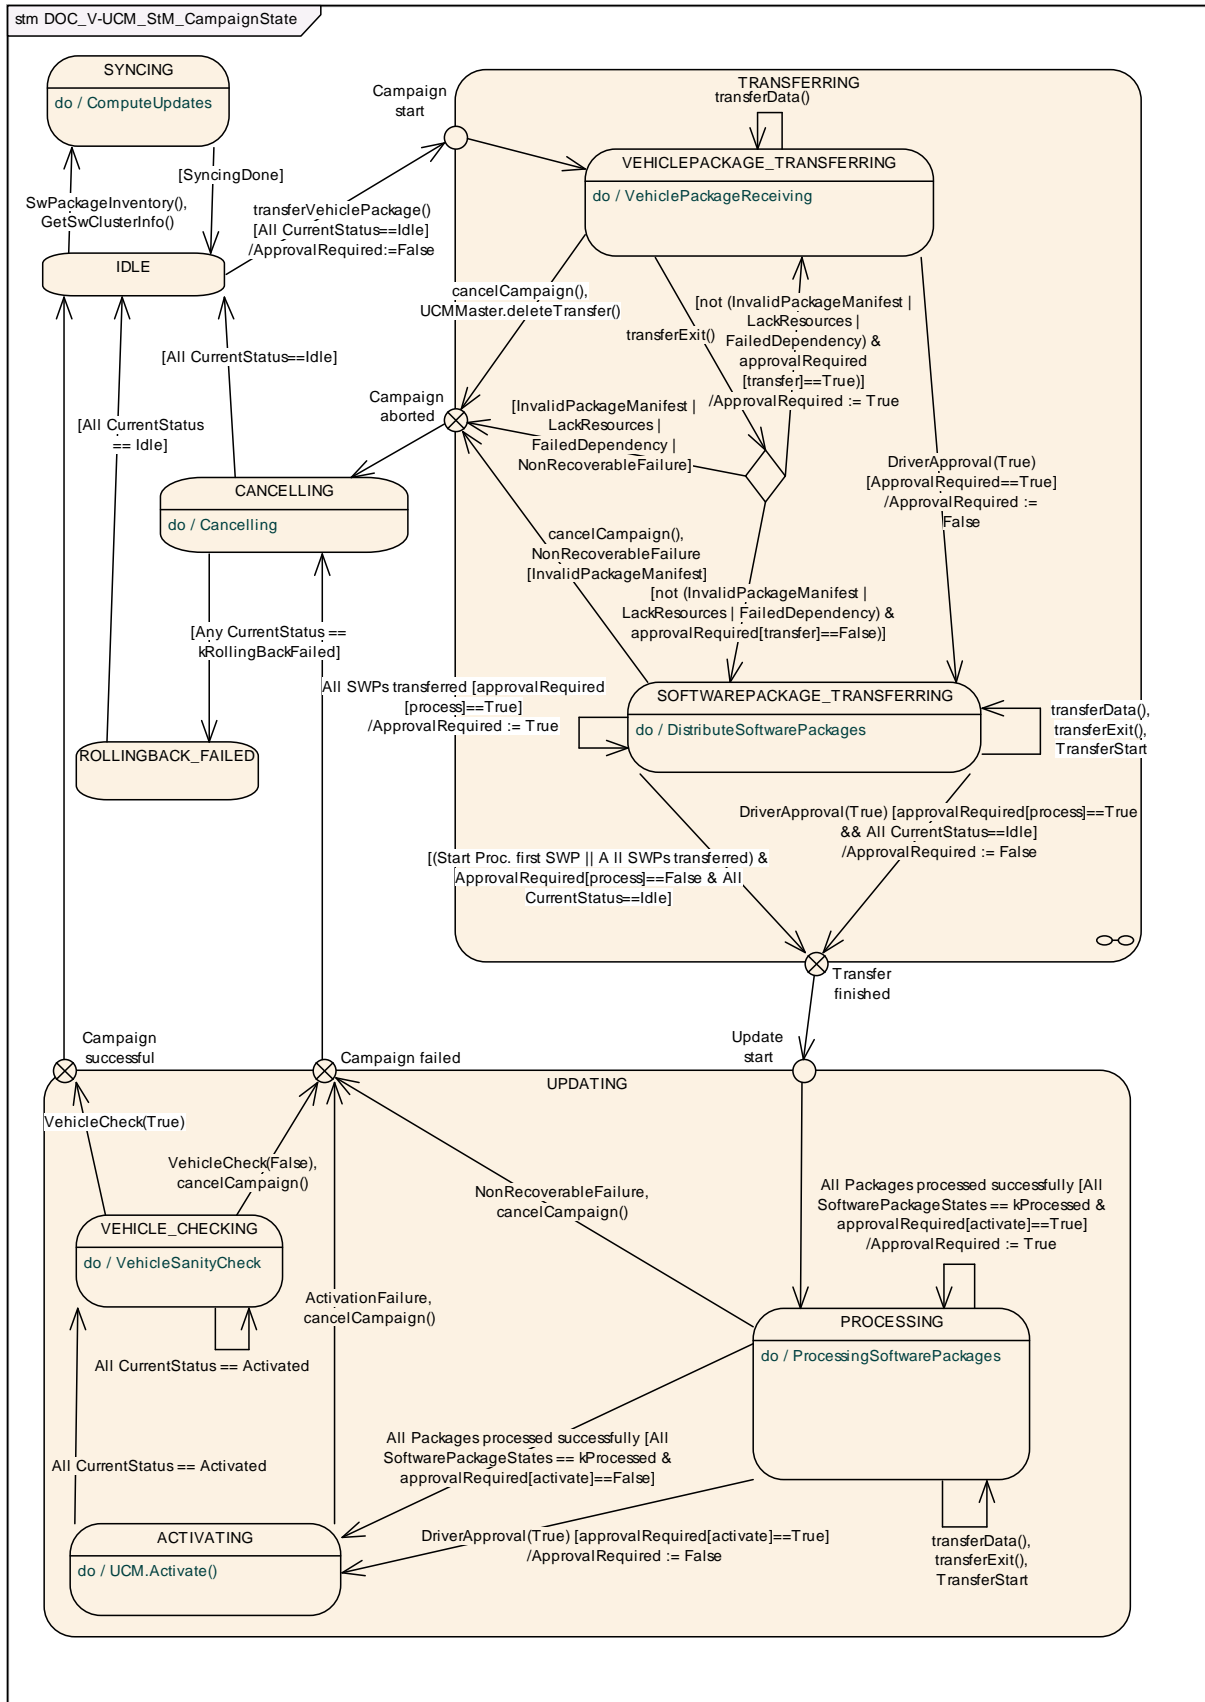 stm DOC_V-UCM_StM_CampaignState
SYNCING
do / ComputeUpdates
[SyncingDone]
SwPackageInventory(),
GetSwClusterInfo()
IDLE
transferVehiclePackage()
[All CurrentStatus==Idle]
/ApprovalRequired:=False
Campaign
start
TRANSFERRING
transferData()
VEHICLEPACKAGE_TRANSFERRING
do / VehiclePackageReceiving
cancelCampaign(),
UCMMaster.deleteTransfer()
transferExit()
[not (InvalidPackageManifest |
LackResources |
FailedDependency) &
approvalRequired
[transfer]==True)]
/ApprovalRequired := True
[All CurrentStatus==Idle]
[All CurrentStatus
== Idle]
Campaign
aborted
[InvalidPackageManifest |
LackResources |
FailedDependency |
NonRecoverableFailure]
DriverApproval(True)
[ApprovalRequired==True]
/ApprovalRequired :=
False
CANCELLING
do / Cancelling
cancelCampaign(),
NonRecoverableFailure
[InvalidPackageManifest]
[not (InvalidPackageManifest |
LackResources | FailedDependency) &
approvalRequired[transfer]==False)]
[Any CurrentStatus ==
kRollingBackFailed]
All SWPs transferred [approvalRequired
[process]==True]
/ApprovalRequired := True
SOFTWAREPACKAGE_TRANSFERRING
do / DistributeSoftwarePackages
transferData(),
transferExit(),
TransferStart
ROLLINGBACK_FAILED
DriverApproval(True) [approvalRequired[process]==True
&& All CurrentStatus==Idle]
/ApprovalRequired := False
[(Start Proc. first SWP || A ll SWPs transferred) &
ApprovalRequired[process]==False & All
CurrentStatus==Idle]
Transfer
finished
Campaign
successful
Campaign failed
Update
start
UPDATING
VehicleCheck(True)
VehicleCheck(False),
cancelCampaign()
NonRecoverableFailure,
cancelCampaign()
All Packages processed successfully [All
SoftwarePackageStates == kProcessed &
approvalRequired[activate]==True]
/ApprovalRequired := True
VEHICLE_CHECKING
do / VehicleSanityCheck
All CurrentStatus == Activated
ActivationFailure,
cancelCampaign()
PROCESSING
do / ProcessingSoftwarePackages
All CurrentStatus == Activated
All Packages processed successfully [All
SoftwarePackageStates == kProcessed &
approvalRequired[activate]==False]
ACTIVATING
do / UCM.Activate()
DriverApproval(True) [approvalRequired[activate]==True]
/ApprovalRequired := False
transferData(),
transferExit(),
TransferStart